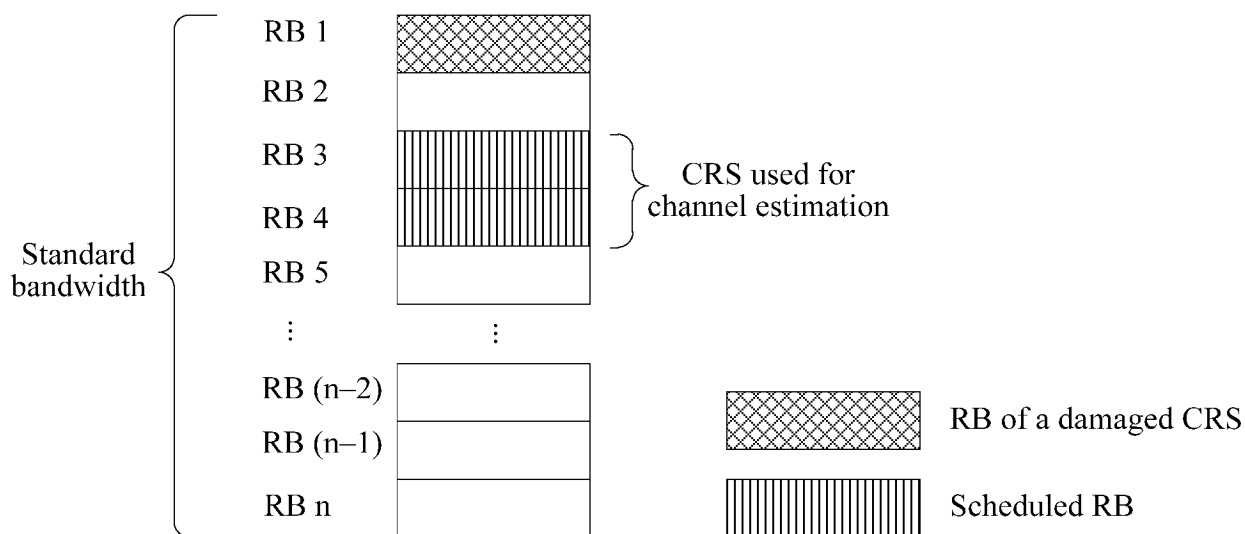 RB 1
RB 2
RB 3
RB 4
RB 5
⋮
⋮
RB (n–2)
RB (n–1)
RB n
Standard
bandwidth
CRS used for
channel estimation
RB of a damaged CRS
Scheduled RB